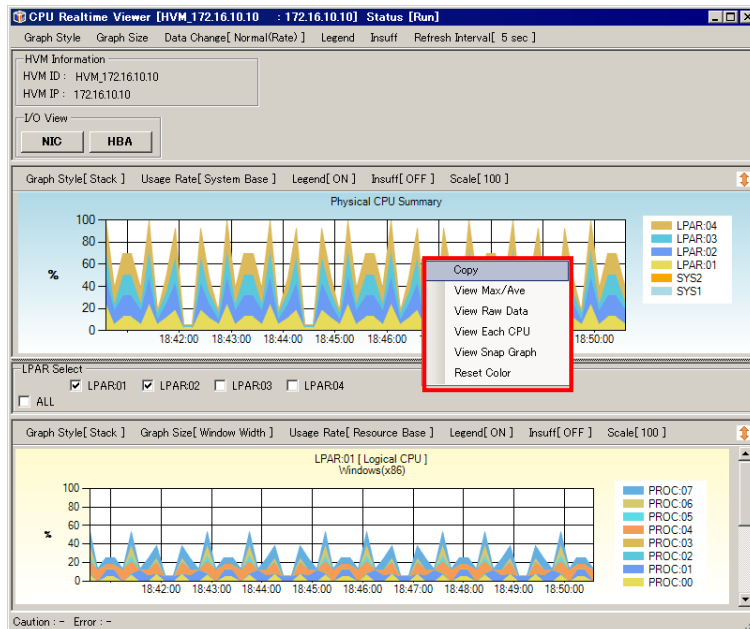 CPU Realtime Viewer [HVM_172.16.10.10 : 172.16.10.10] Status [Run]
Graph Style Graph Size Data Change[ Normal(Rate) ] Legend Insuff Refresh Interval[ 5 sec ]
HVM Information
HVM ID : HVM_172.16.10.10
HVM IP : 172.16.10.10
I/O View
NIC HBA
Graph Style[ Stack ] Usage Rate[ System Base ] Legend[ ON ] Insuff[ OFF ] Scale[ 100 ]
Physical CPU Summary
100
80
60
40
20
0
%
18:42:00 18:43:00 18:44:00 18:45:00 18:46:00 18:50:00
LPAR:04
LPAR:03
LPAR:02
LPAR:01
SYS2
SYS1
Copy
View Max/Ave
View Raw Data
View Each CPU
View Snap Graph
Reset Color
LPAR Select
LPAR:01 LPAR:02 LPAR:03 LPAR:04
ALL
Graph Style[ Stack ] Graph Size[ Window Width ] Usage Rate[ Resource Base ] Legend[ ON ] Insuff[ OFF ] Scale[ 100 ]
LPAR:01 [ Logical CPU ]
Windows(x86)
100
80
60
40
20
0
%
18:42:00 18:43:00 18:44:00 18:45:00 18:46:00 18:47:00 18:48:00 18:49:00 18:50:00
PROC:07
PROC:06
PROC:05
PROC:04
PROC:03
PROC:02
PROC:01
PROC:00
Caution : - Error : -